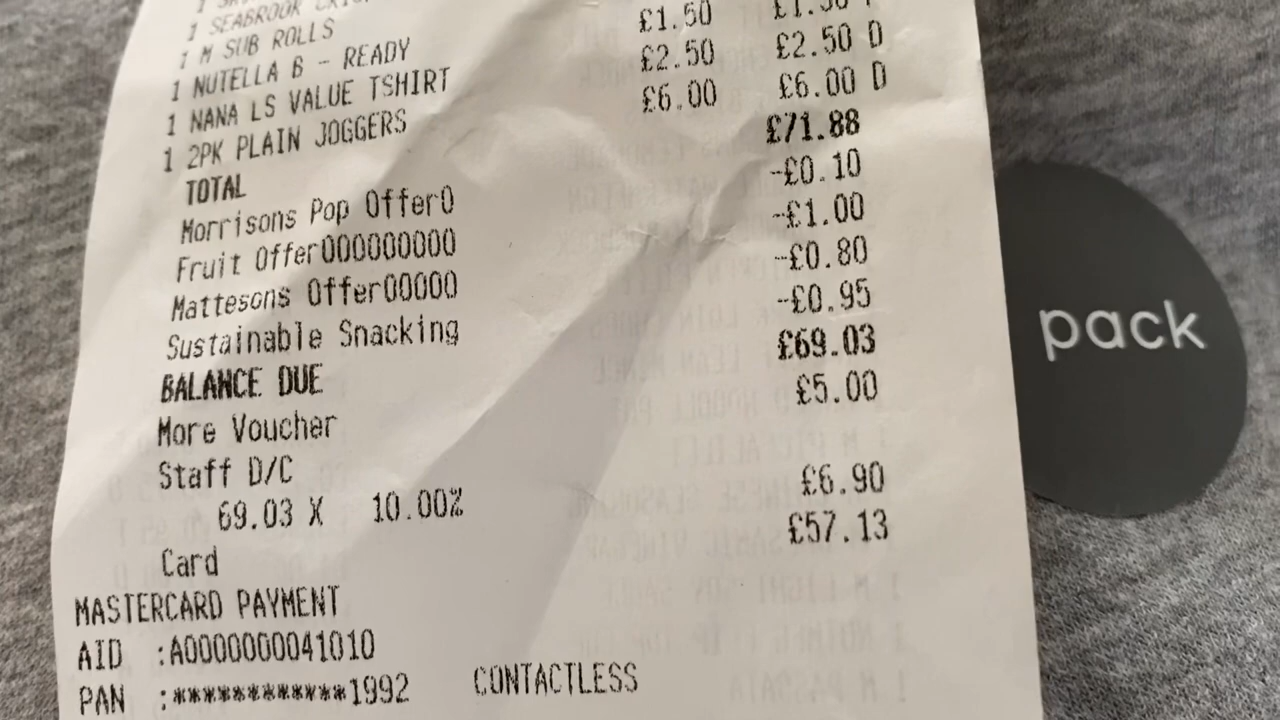 1 SEABROOK
1 M SUB ROLLS £1.50 £1.50
1 NUTELLA B - READY £2.50 £2.50 D
1 NANA LS VALUE TSHIRT £6.00 £6.00 D
1 2PK PLAIN JOGGERS
TOTAL £71.88
Morrisons Pop Offer0 -£0.10
Fruit Offer000000000 -£1.00
Mattesons Offer00000 -£0.80
Sustainable Snacking -£0.95
BALANCE DUE £69.03
More Voucher £5.00
Staff D/C
69.03 X 10.00% £6.90
Card £57.13
MASTERCARD PAYMENT
AID :A0000000041010
PAN :************1992 CONTACTLESS
pack